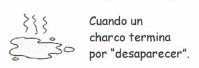 Cuando un
charco termina
por "desaparecer".